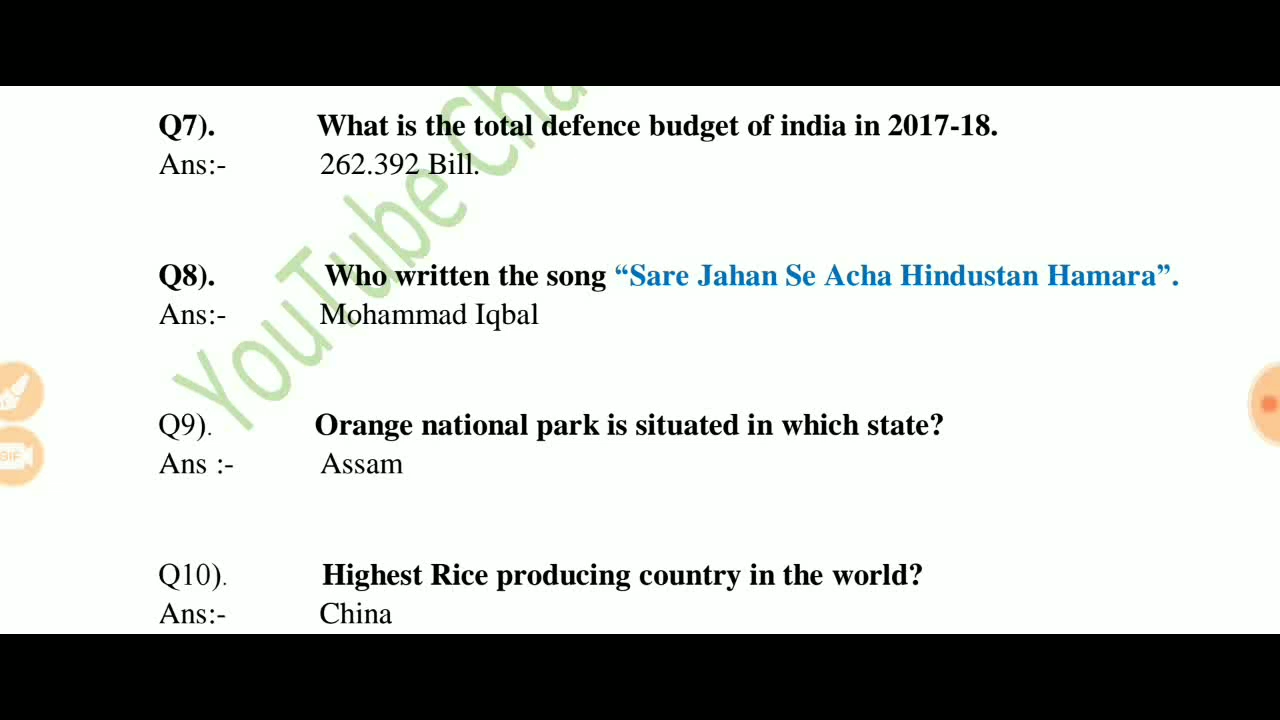 Q7). What is the total defence budget of india in 2017-18.
Ans:- 262.392 Bill.
Q8). Who written the song “Sare Jahan Se Acha Hindustan Hamara”.
Ans:- Mohammad Iqbal
Q9). Orange national park is situated in which state?
Ans :- Assam
Q10). Highest Rice producing country in the world?
Ans:- China
YouTube
GIF